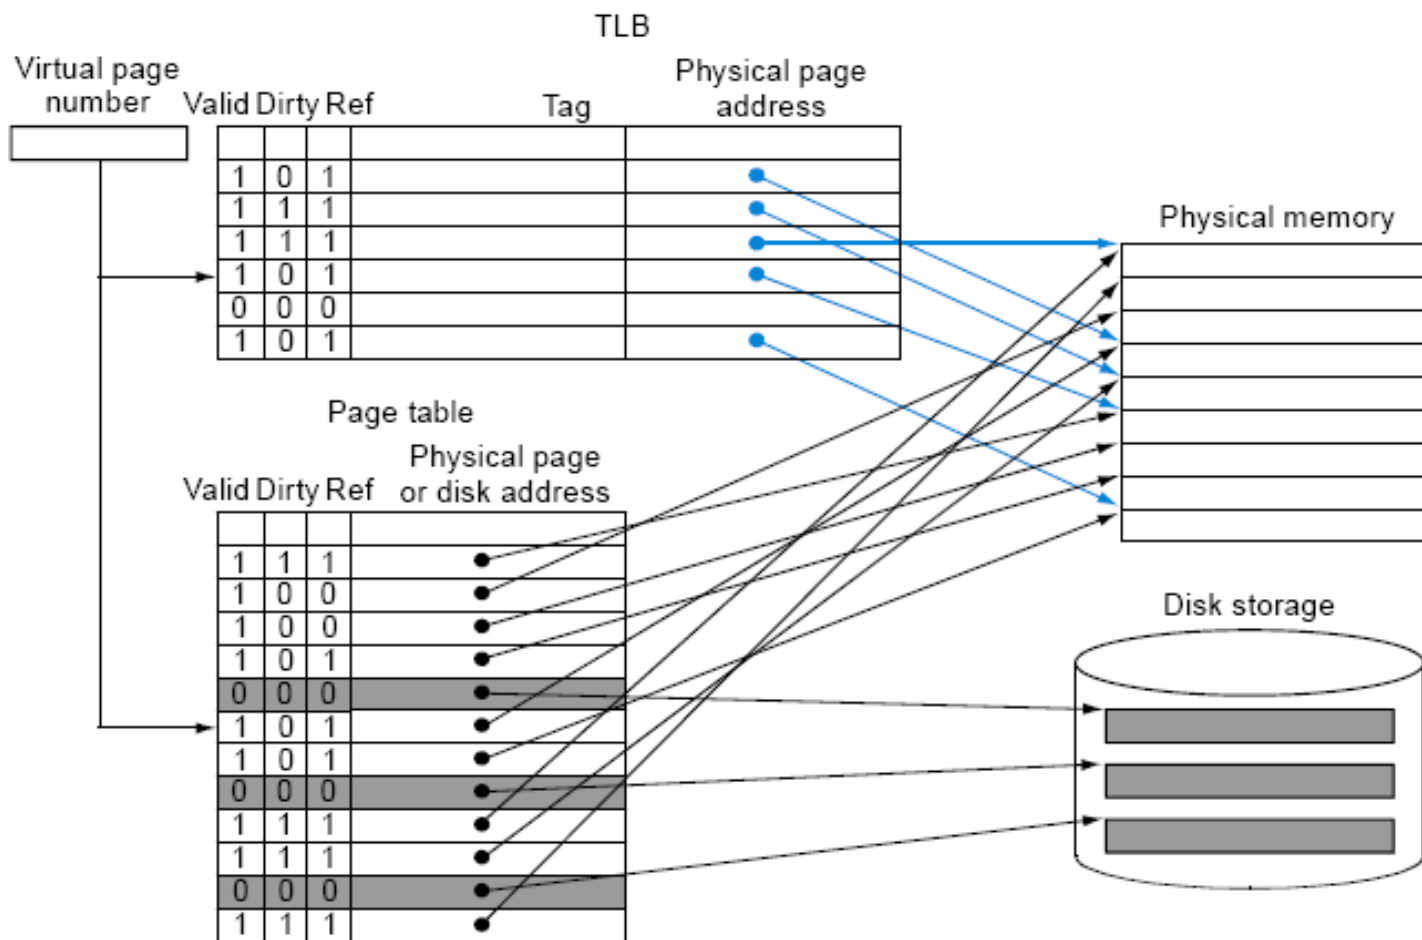 TLB
Virtual page
number
Physical page
address
Valid Dirty Ref
Tag
1 0 1
1 1 1
1 1 1
1 0 1
0 0 0
1 0 1
Physical memory
Page table
Physical page
or disk address
Valid Dirty Ref
1 1 1
1 0 0
1 0 0
1 0 1
0 0 0
1 0 1
1 0 1
0 0 0
1 1 1
1 1 1
0 0 0
1 1 1
Disk storage